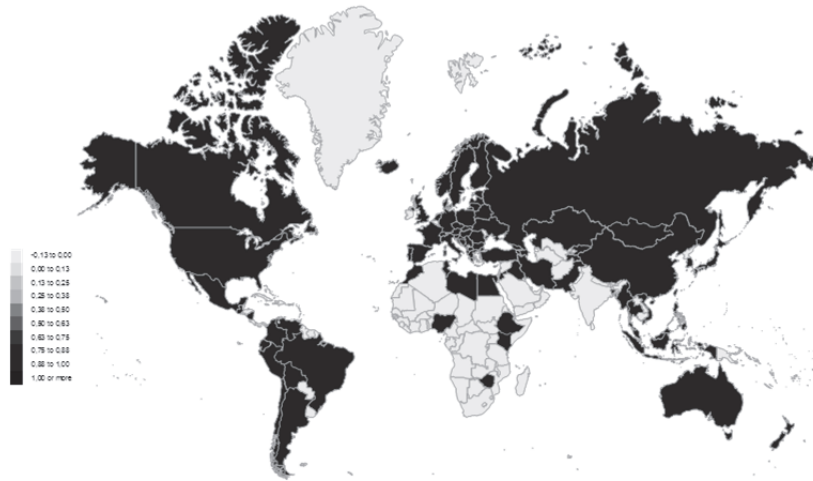 -0,13 to 0,00
0,00 to 0,13
0,13 to 0,25
0,25 to 0,38
0,38 to 0,50
0,50 to 0,63
0,63 to 0,75
0,75 to 0,88
0,88 to 1,00
1,00 or more